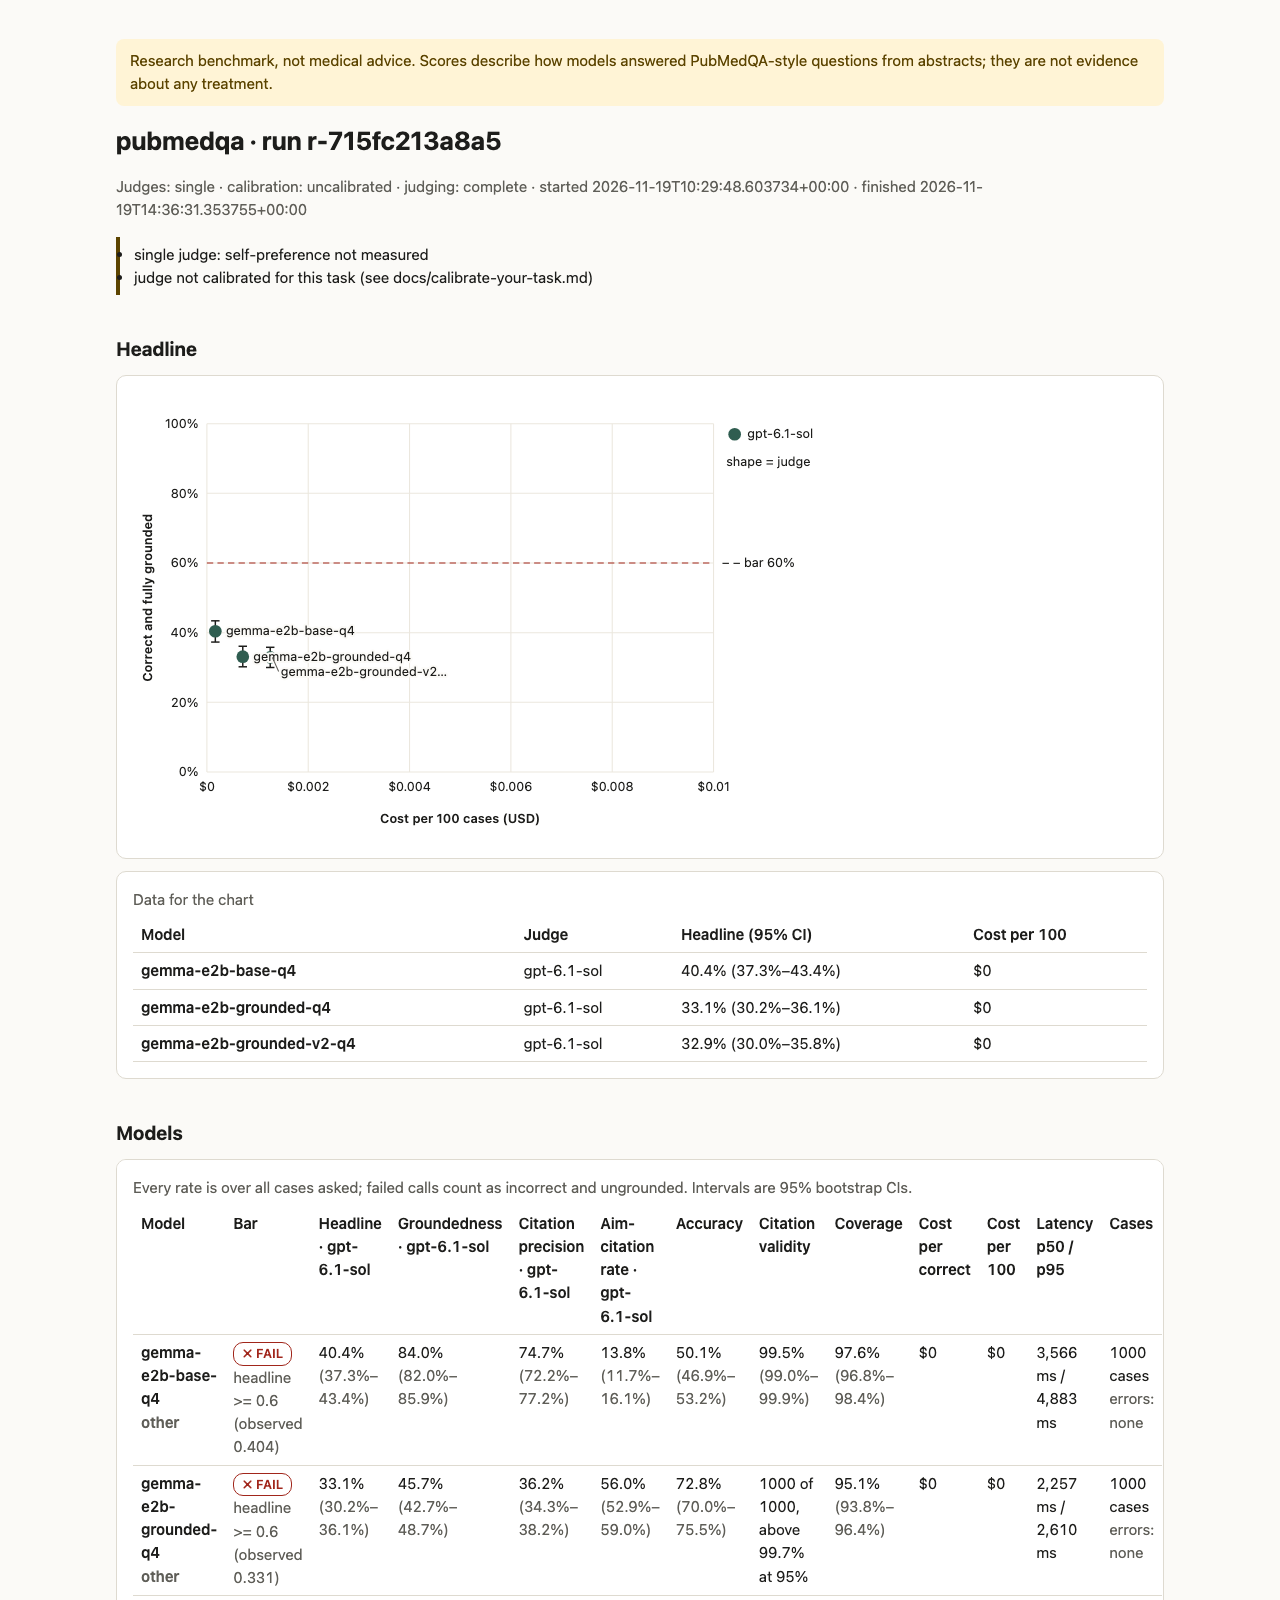 Research benchmark, not medical advice. Scores describe how models answered PubMedQA-style questions from abstracts; they are not evidence
about any treatment.
pubmedqa · run r-715fc213a8a5
Judges: single · calibration: uncalibrated · judging: complete · started 2026-11-19T10:29:48.603734+00:00 · finished 2026-11-
19T14:36:31.353755+00:00
• single judge: self-preference not measured
• judge not calibrated for this task (see docs/calibrate-your-task.md)
Headline
100%
80%
60%
40%
20%
0%
Correct and fully grounded
gpt-6.1-sol
shape = judge
– – bar 60%
gemma-e2b-base-q4
gemma-e2b-grounded-q4
gemma-e2b-grounded-v2…
$0 $0.002 $0.004 $0.006 $0.008 $0.01
Cost per 100 cases (USD)
Data for the chart
Model Judge Headline (95% CI) Cost per 100
gemma-e2b-base-q4 gpt-6.1-sol 40.4% (37.3%–43.4%) $0
gemma-e2b-grounded-q4 gpt-6.1-sol 33.1% (30.2%–36.1%) $0
gemma-e2b-grounded-v2-q4 gpt-6.1-sol 32.9% (30.0%–35.8%) $0
Models
Every rate is over all cases asked; failed calls count as incorrect and ungrounded. Intervals are 95% bootstrap CIs.
Model Bar Headline Groundedness Citation Aim- Accuracy Citation Coverage Cost Cost Latency Cases
· gpt- · gpt-6.1-sol precision citation validity per per p50 /
6.1-sol · gpt- rate · correct 100 p95
6.1-sol gpt-
6.1-sol
gemma- ✕ FAIL 40.4% 84.0% 74.7% 13.8% 50.1% 99.5% 97.6% $0 $0 3,566 1000
e2b-base- headline (37.3%– (82.0%– (72.2%– (11.7%– (46.9%– (99.0%– (96.8%– ms / cases
q4 >= 0.6 43.4%) 85.9%) 77.2%) 16.1%) 53.2%) 99.9%) 98.4%) 4,883 errors:
other (observed ms none
0.404)
gemma- ✕ FAIL 33.1% 45.7% 36.2% 56.0% 72.8% 1000 of 95.1% $0 $0 2,257 1000
e2b- headline (30.2%– (42.7%– (34.3%– (52.9%– (70.0%– 1000, (93.8%– ms / cases
grounded- >= 0.6 36.1%) 48.7%) 38.2%) 59.0%) 75.5%) above 96.4%) 2,610 errors:
q4 (observed 99.7% ms none
other 0.331) at 95%